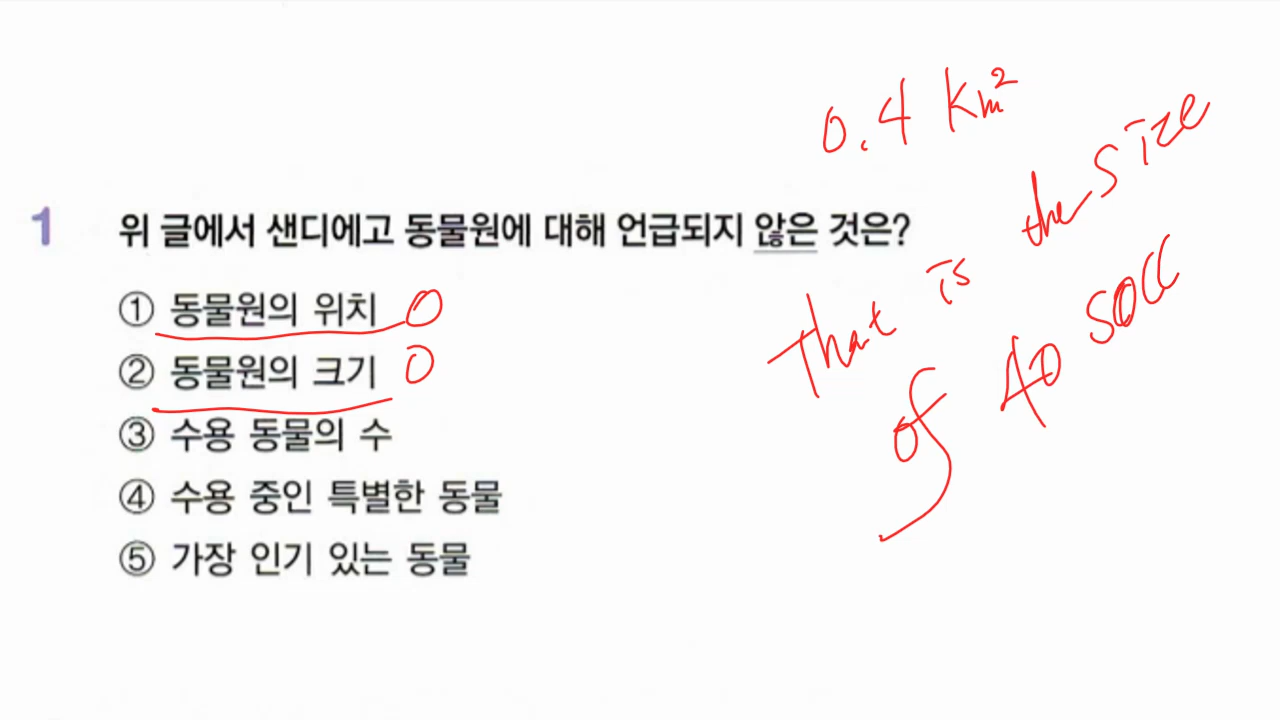 1 위 글에서 샌디에고 동물원에 대해 언급되지 않은 것은?
① 동물원의 위치 O
② 동물원의 크기 O
③ 수용 동물의 수
④ 수용 중인 특별한 동물
⑤ 가장 인기 있는 동물
0.4 km²
that is the size
of 40